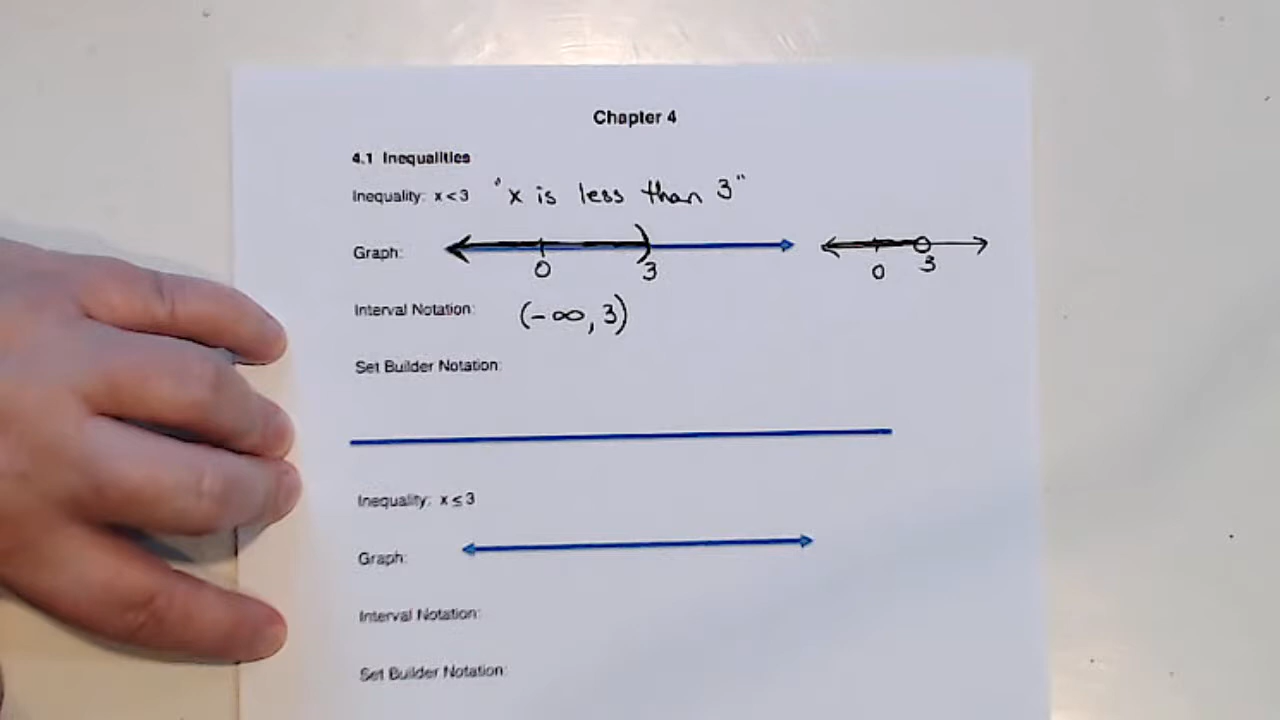 Chapter 4
4.1 Inequalities
Inequality: x < 3 "x is less than 3"
Graph: 0 3 0 3
Interval Notation: (-∞, 3)
Set Builder Notation:
Inequality: x ≤ 3
Graph:
Interval Notation:
Set Builder Notation: